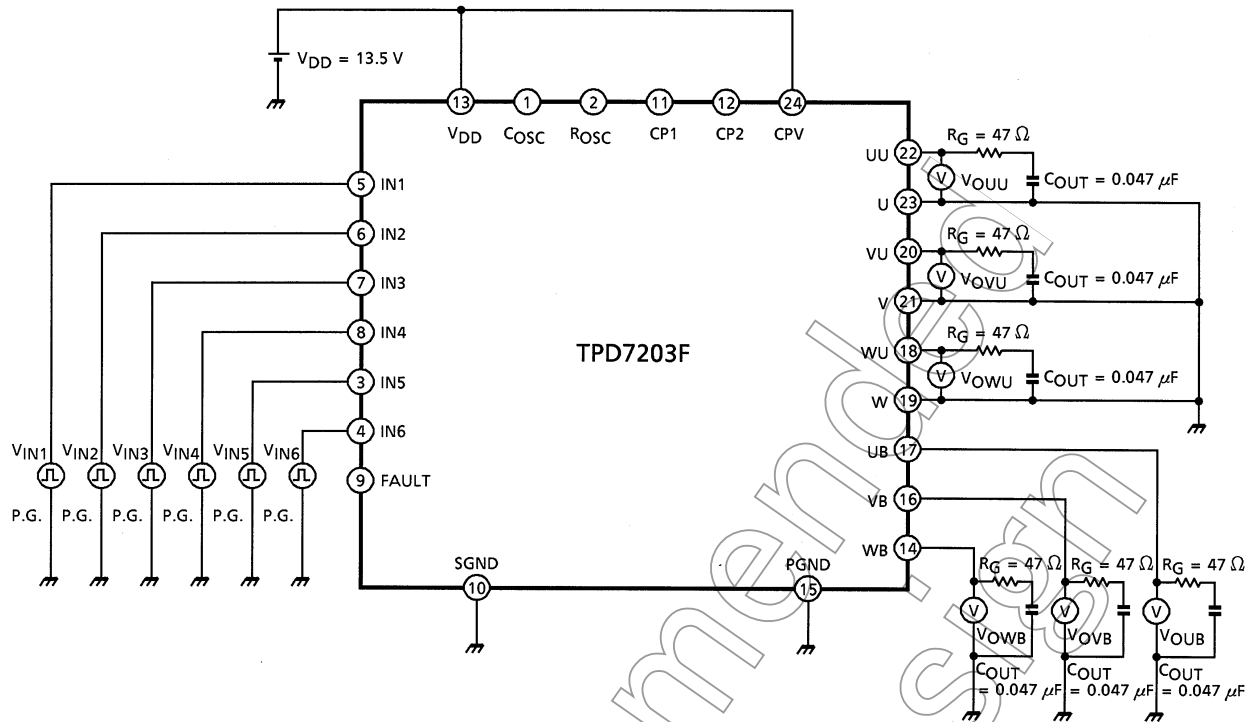 VDD = 13.5 V
13 1 2 11 12 24
VDD COSC ROSC CP1 CP2 CPV
5 IN1
6 IN2
7 IN3
8 IN4
3 IN5
4 IN6
9 FAULT
TPD7203F
UU 22
U 23
VU 20
V 21
WU 18
W 19
UB 17
VB 16
WB 14
RG = 47 Ω
V VOUU COUT = 0.047 μF
RG = 47 Ω
V VOVU COUT = 0.047 μF
RG = 47 Ω
V VOWU COUT = 0.047 μF
VIN1 VIN2 VIN3 VIN4 VIN5 VIN6
P.G. P.G. P.G. P.G. P.G. P.G.
SGND
10
PGND
15
RG = 47 Ω RG = 47 Ω RG = 47 Ω
V V V
VOWB VOVB VOUB
COUT COUT COUT
= 0.047 μF = 0.047 μF = 0.047 μF
mended
sign